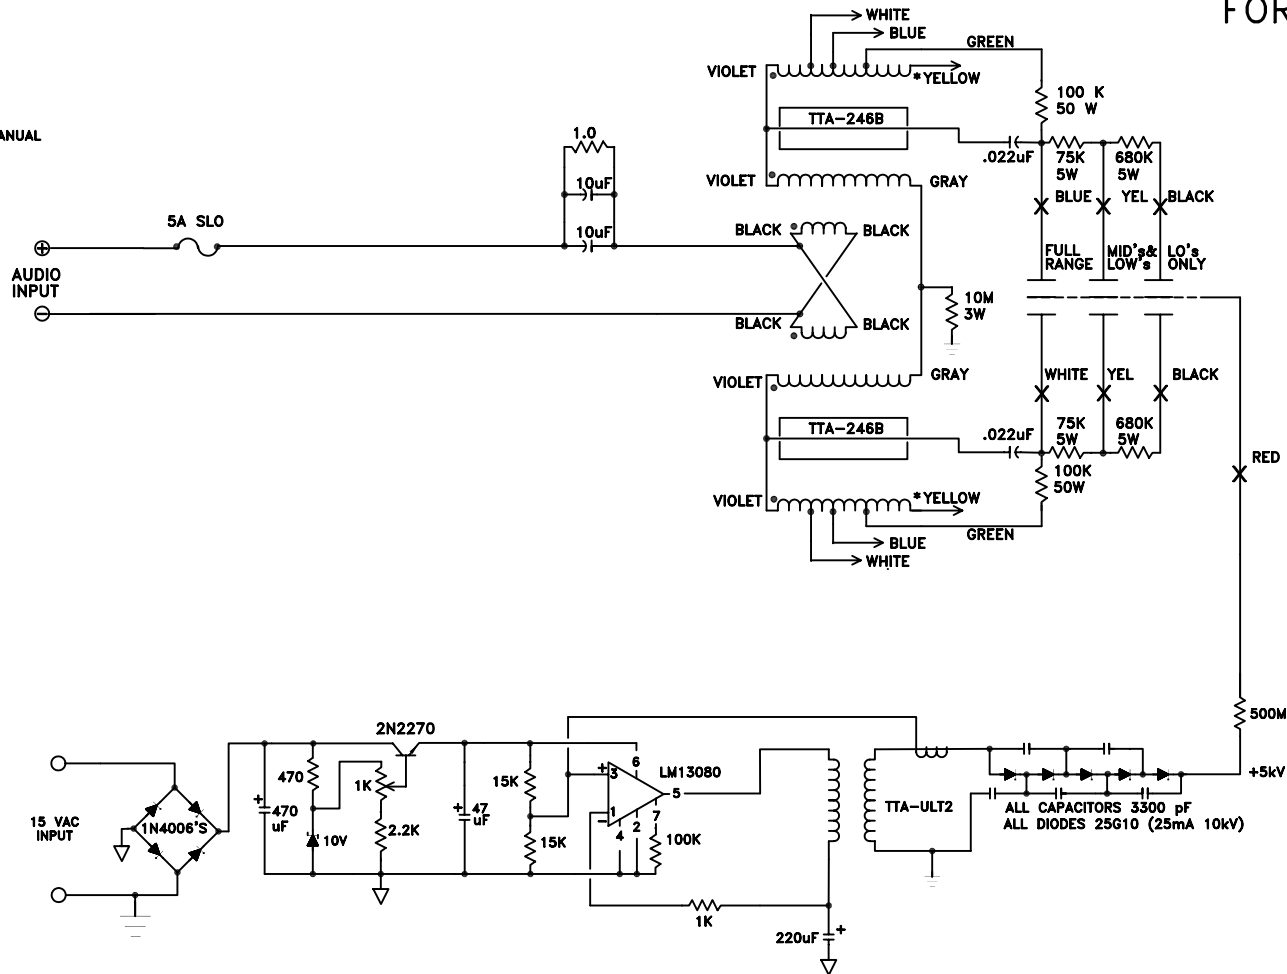 FOR
WHITE
BLUE
GREEN
VIOLET
*YELLOW
100 K
50 W
ANUAL
TTA-246B
1.0
.022uF
75K
5W
680K
5W
VIOLET
GRAY
10uF
BLUE
YEL
BLACK
5A SLO
10uF
BLACK
BLACK
+
AUDIO
INPUT
FULL
RANGE
MID's&
LOW's
LO's
ONLY
10M
3W
−
BLACK
BLACK
VIOLET
GRAY
WHITE
YEL
BLACK
TTA-246B
.022uF
75K
5W
680K
5W
100K
50W
RED
VIOLET
*YELLOW
GREEN
BLUE
WHITE
500M
2N2270
15 VAC
INPUT
1N4006'S
+
470
uF
470
1K
10V
2.2K
+
47
uF
15K
15K
+
3
6
LM13080
5
−
1
4
2
7
100K
1K
220uF
+
TTA-ULT2
+5kV
ALL CAPACITORS 3300 pF
ALL DIODES 25G10 (25mA 10kV)